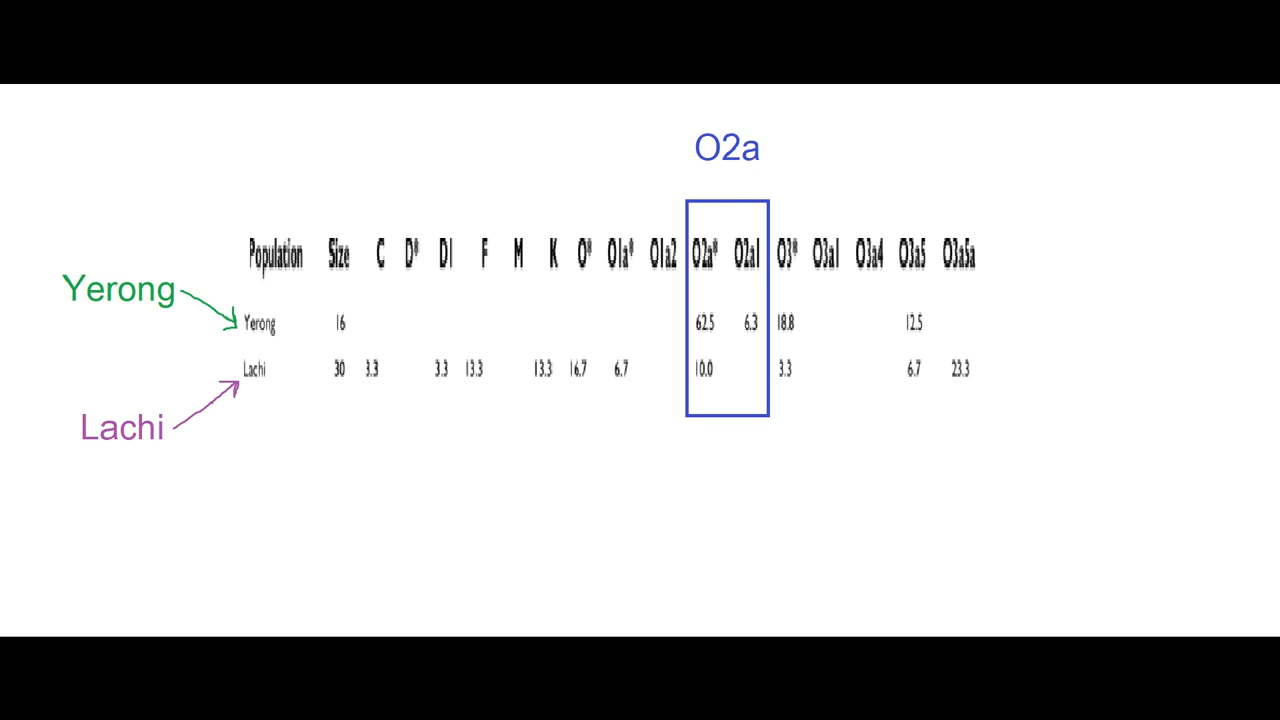 O2a
Population Size C D* D1 F M K O* O1a* O1a2 O2a* O2a1 O3* O3a1 O3a4 O3a5 O3a5a
Yerong
Yerong 16 62.5 6.3 18.8 12.5
Lachi 30 3.3 3.3 13.3 13.3 16.7 6.7 10.0 3.3 6.7 23.3
Lachi